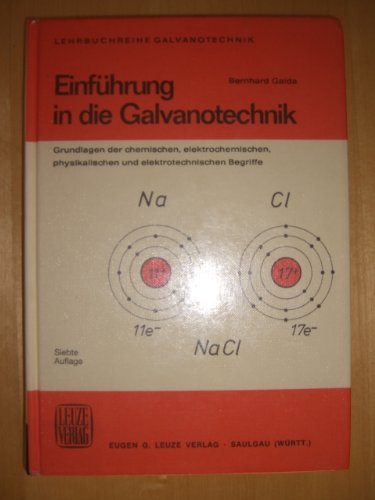 LEHRBUCHREIHE GALVANOTECHNIK
Bernhard Gaida
Einführung
in die Galvanotechnik
Grundlagen der chemischen, elektrochemischen,
physikalischen und elektrotechnischen Begriffe
Na Cl
11+ 17+
11e⁻ 17e⁻
NaCl
Siebte
Auflage
LEUZE
VERLAG
EUGEN G. LEUZE VERLAG · SAULGAU (WÜRTT.)